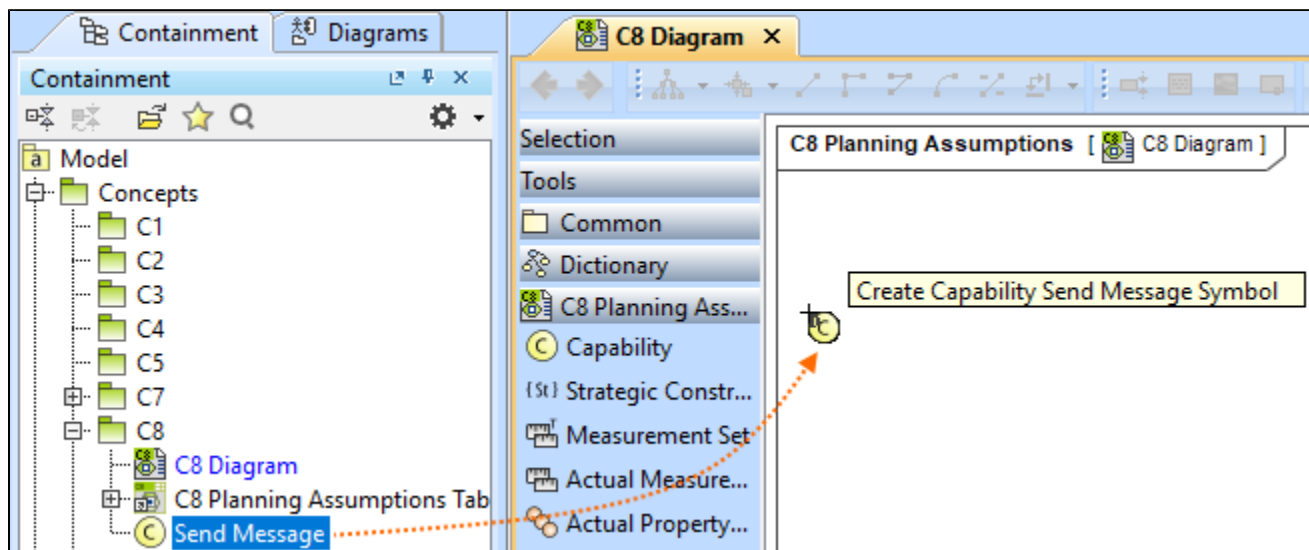 Containment
Diagrams
Containment
Model
Concepts
C1
C2
C3
C4
C5
C7
C8
C8 Diagram
C8 Planning Assumptions Tab
Send Message
C8 Diagram
Selection
Tools
Common
Dictionary
C8 Planning Ass...
Capability
{St} Strategic Constr...
Measurement Set
Actual Measure...
Actual Property...
C8 Planning Assumptions [ C8 Diagram ]
Create Capability Send Message Symbol